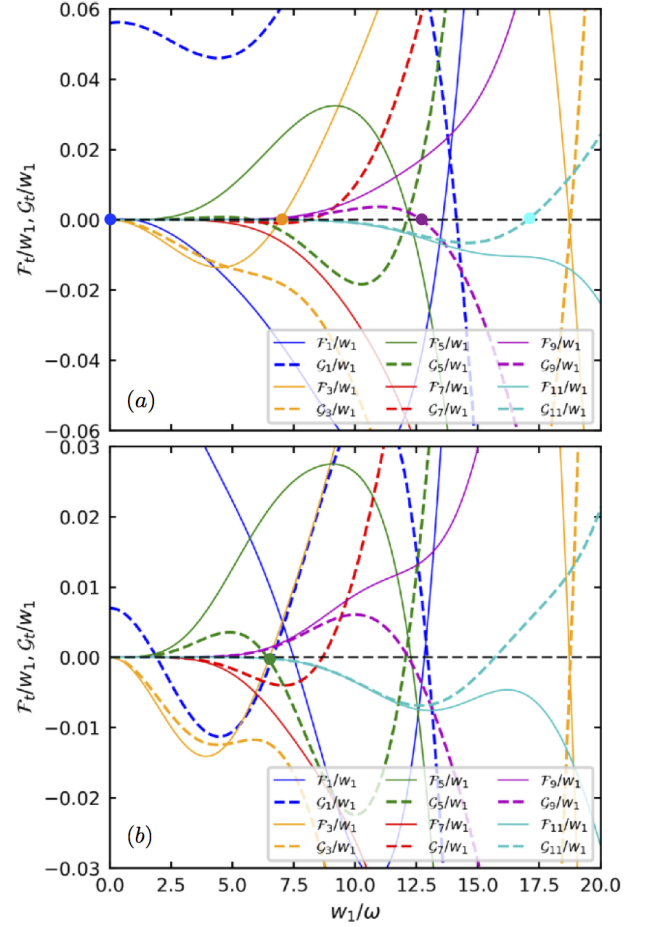 0.06
0.04
0.02
0.00
−0.02
−0.04
−0.06
ℱₜ/w₁, 𝒢ₜ/w₁
(a)
ℱ₁/w₁ ℱ₅/w₁ ℱ₉/w₁
𝒢₁/w₁ 𝒢₅/w₁ 𝒢₉/w₁
ℱ₃/w₁ ℱ₇/w₁ ℱ₁₁/w₁
𝒢₃/w₁ 𝒢₇/w₁ 𝒢₁₁/w₁
0.03
0.02
0.01
0.00
−0.01
−0.02
−0.03
ℱₜ/w₁, 𝒢ₜ/w₁
(b)
ℱ₁/w₁ ℱ₅/w₁ ℱ₉/w₁
𝒢₁/w₁ 𝒢₅/w₁ 𝒢₉/w₁
ℱ₃/w₁ ℱ₇/w₁ ℱ₁₁/w₁
𝒢₃/w₁ 𝒢₇/w₁ 𝒢₁₁/w₁
0.0 2.5 5.0 7.5 10.0 12.5 15.0 17.5 20.0
w₁/ω